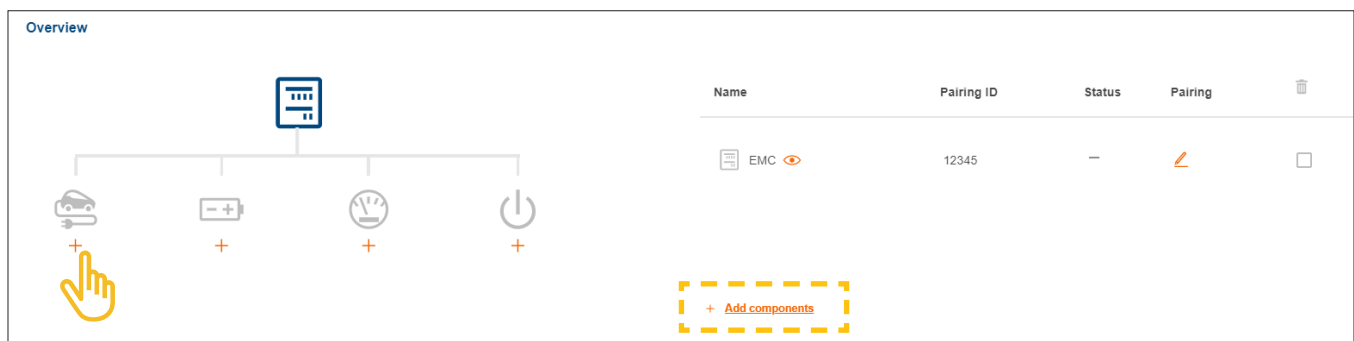 Overview
Name Pairing ID Status Pairing
EMC 12345 –
+ + + +
+ Add components